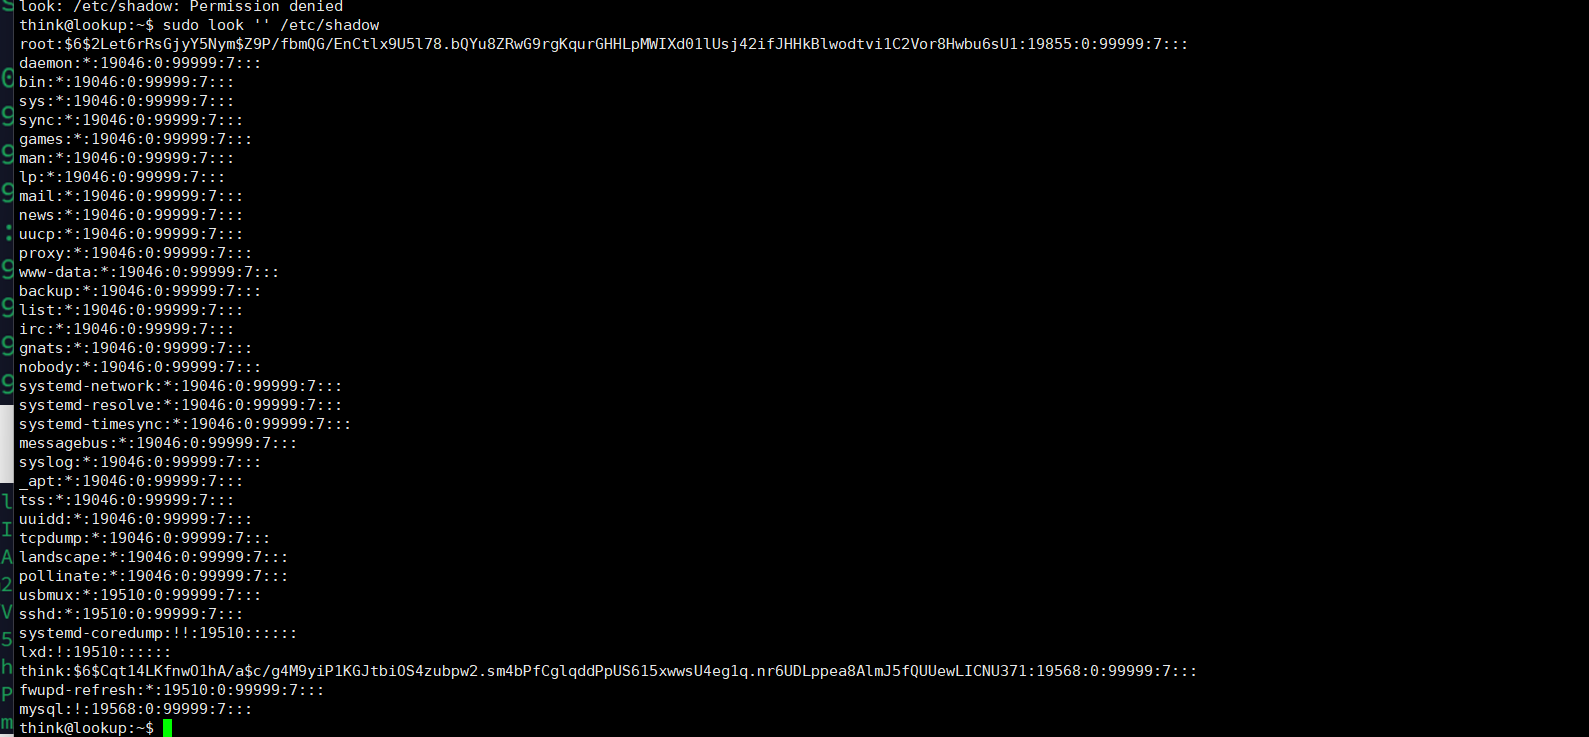 look: /etc/shadow: Permission denied
think@lookup:~$ sudo look '' /etc/shadow
root:$6$2Let6rRsGjyY5Nym$Z9P/fbmQG/EnCtlx9U5l78.bQYu8ZRwG9rgKqurGHHLpMWIXd01lUsj42ifJHHkBlwodtvi1C2Vor8Hwbu6sU1:19855:0:99999:7:::
daemon:*:19046:0:99999:7:::
bin:*:19046:0:99999:7:::
sys:*:19046:0:99999:7:::
sync:*:19046:0:99999:7:::
games:*:19046:0:99999:7:::
man:*:19046:0:99999:7:::
lp:*:19046:0:99999:7:::
mail:*:19046:0:99999:7:::
news:*:19046:0:99999:7:::
uucp:*:19046:0:99999:7:::
proxy:*:19046:0:99999:7:::
www-data:*:19046:0:99999:7:::
backup:*:19046:0:99999:7:::
list:*:19046:0:99999:7:::
irc:*:19046:0:99999:7:::
gnats:*:19046:0:99999:7:::
nobody:*:19046:0:99999:7:::
systemd-network:*:19046:0:99999:7:::
systemd-resolve:*:19046:0:99999:7:::
systemd-timesync:*:19046:0:99999:7:::
messagebus:*:19046:0:99999:7:::
syslog:*:19046:0:99999:7:::
_apt:*:19046:0:99999:7:::
tss:*:19046:0:99999:7:::
uuidd:*:19046:0:99999:7:::
tcpdump:*:19046:0:99999:7:::
landscape:*:19046:0:99999:7:::
pollinate:*:19046:0:99999:7:::
usbmux:*:19510:0:99999:7:::
sshd:*:19510:0:99999:7:::
systemd-coredump:!!:19510::::::
lxd:!:19510::::::
think:$6$Cqt14LKfnwO1hA/a$c/g4M9yiP1KGJtbiOS4zubpw2.sm4bPfCglqddPpUS615xwwsU4eg1q.nr6UDLppea8AlmJ5fQUUewLICNU371:19568:0:99999:7:::
fwupd-refresh:*:19510:0:99999:7:::
mysql:!:19568:0:99999:7:::
think@lookup:~$